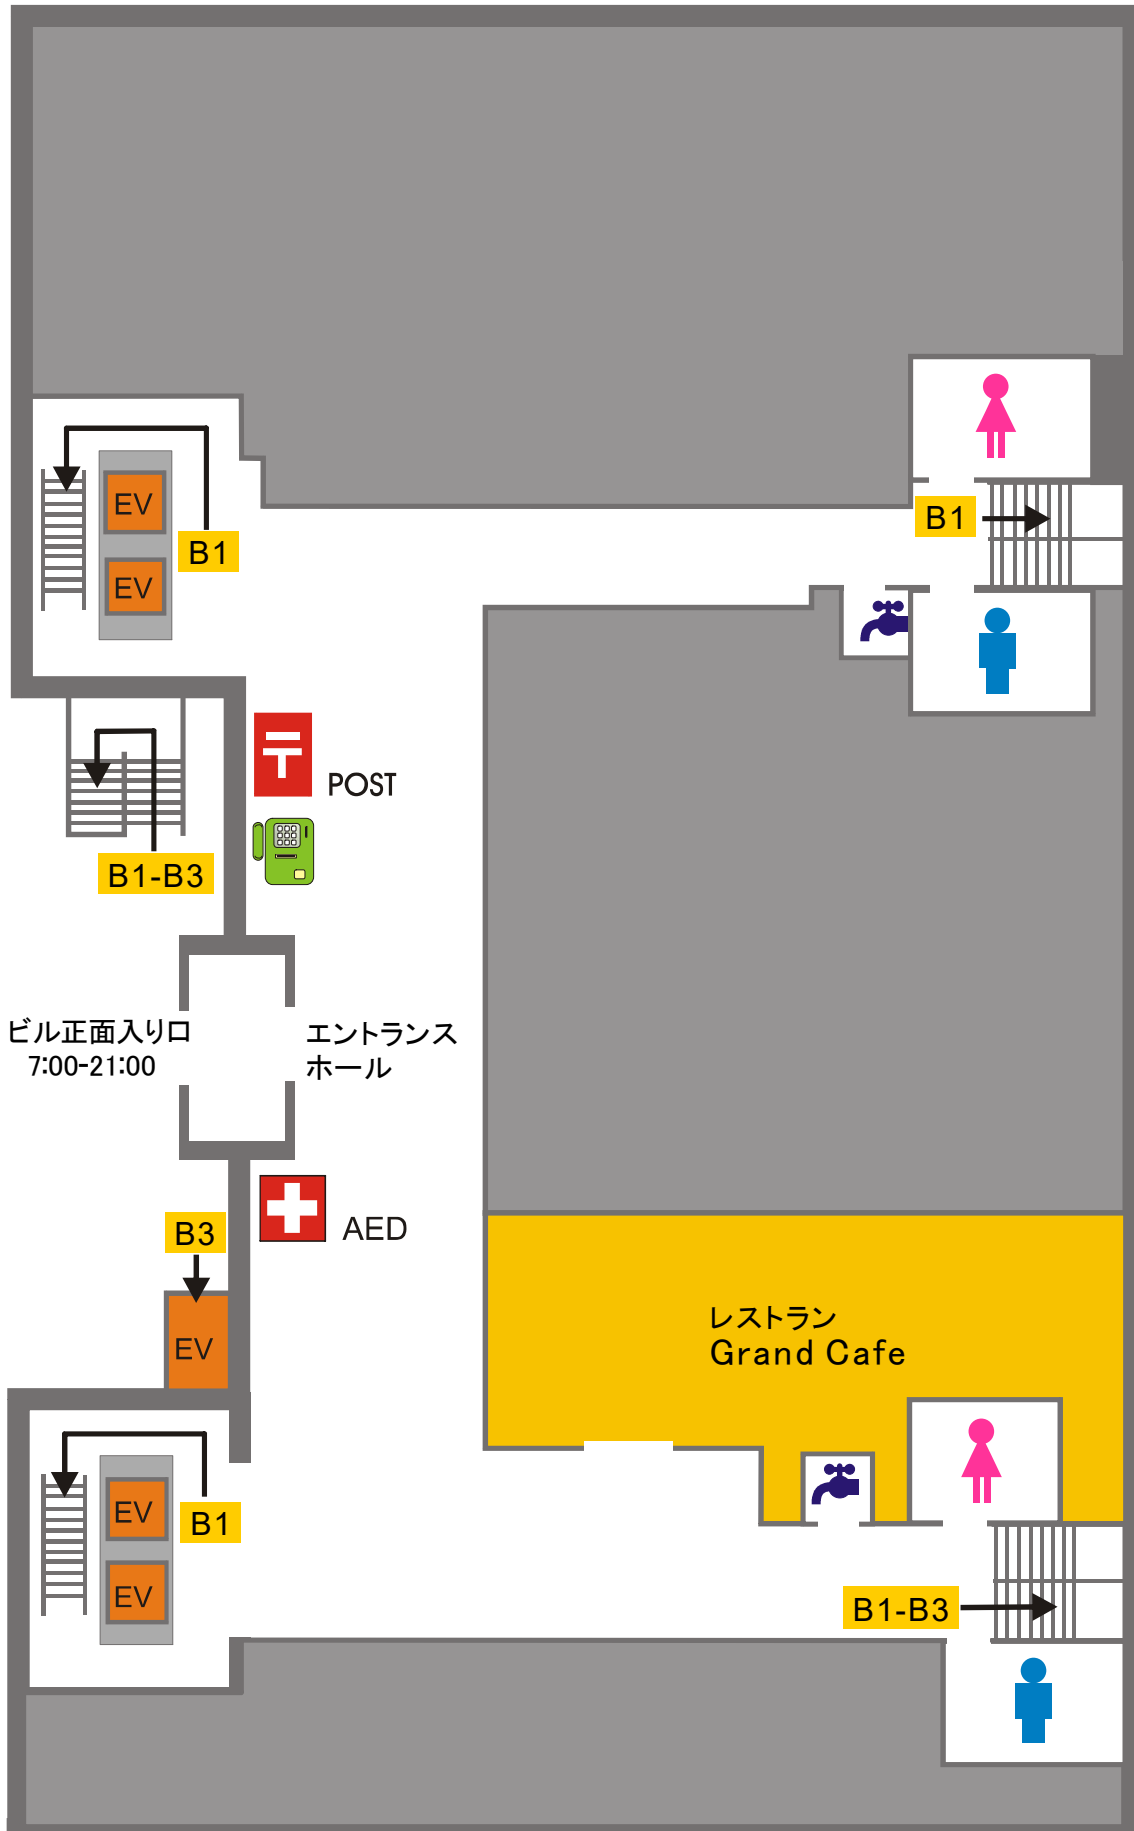 EV
EV
B1
B1
POST
B1-B3
ビル正面入り口
7:00-21:00
エントランス
ホール
AED
B3
EV
レストラン
Grand Cafe
EV
EV
B1
B1-B3